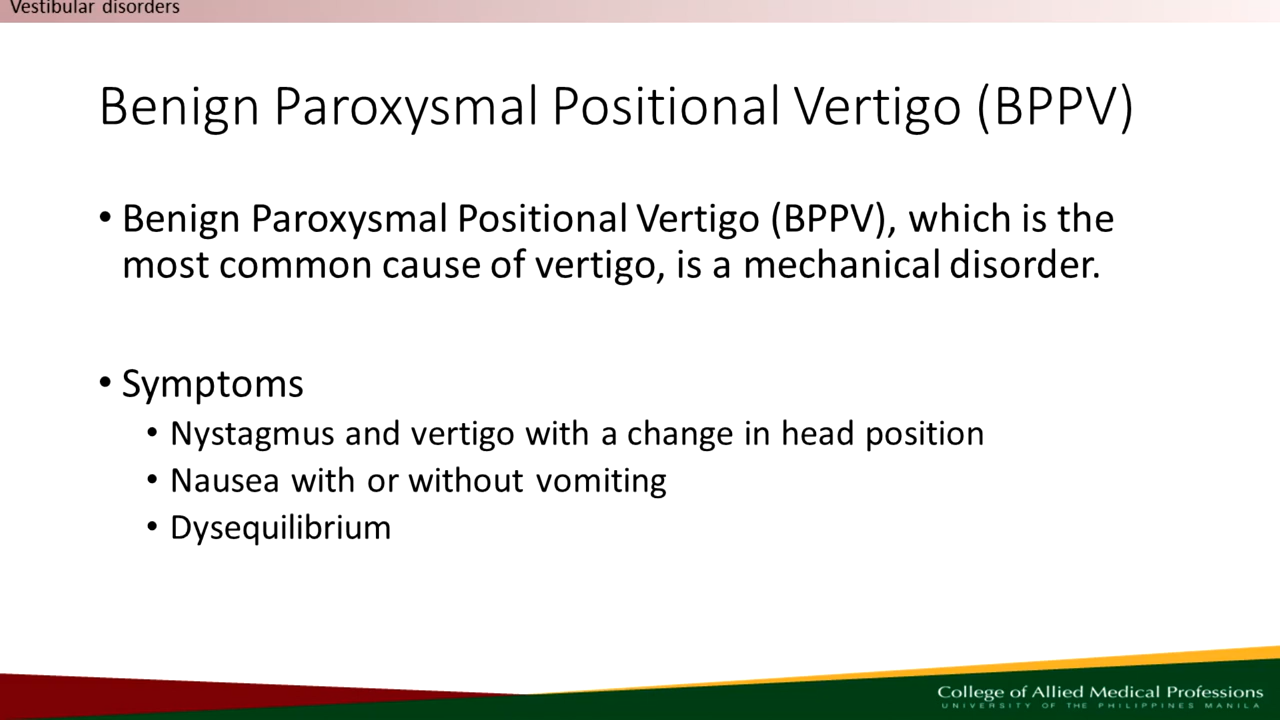 Vestibular disorders
Benign Paroxysmal Positional Vertigo (BPPV)
• Benign Paroxysmal Positional Vertigo (BPPV), which is the
most common cause of vertigo, is a mechanical disorder.
• Symptoms
• Nystagmus and vertigo with a change in head position
• Nausea with or without vomiting
• Dysequilibrium
College of Allied Medical Professions
UNIVERSITY OF THE PHILIPPINES MANILA